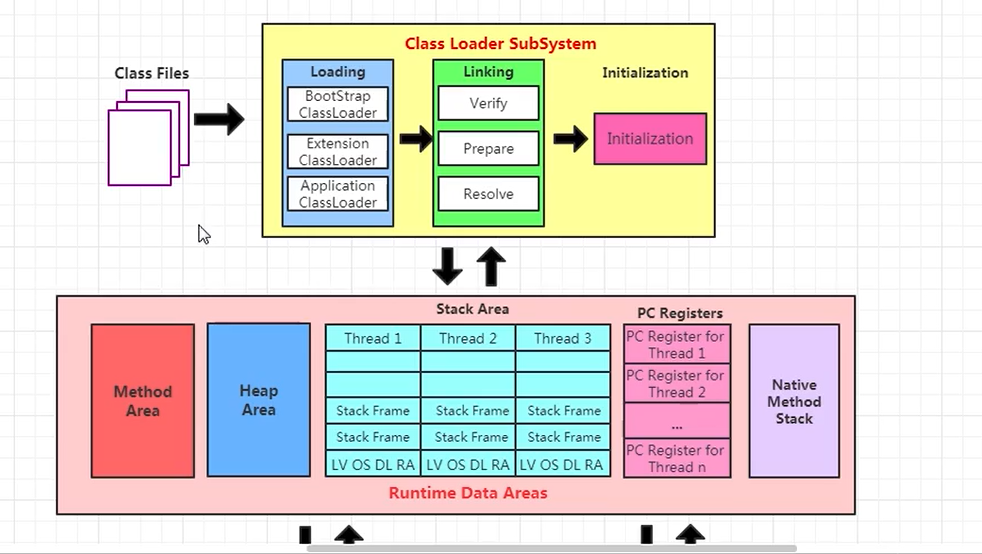 Class Loader SubSystem
Class Files
Loading
Linking
Initialization
BootStrap
ClassLoader
Extension
ClassLoader
Application
ClassLoader
Verify
Prepare
Resolve
Initialization
Stack Area
PC Registers
Method
Area
Heap
Area
Thread 1
Thread 2
Thread 3
Stack Frame
Stack Frame
Stack Frame
Stack Frame
Stack Frame
Stack Frame
LV OS DL RA
LV OS DL RA
LV OS DL RA
PC Register for
Thread 1
PC Register for
Thread 2
...
PC Register for
Thread n
Native
Method
Stack
Runtime Data Areas